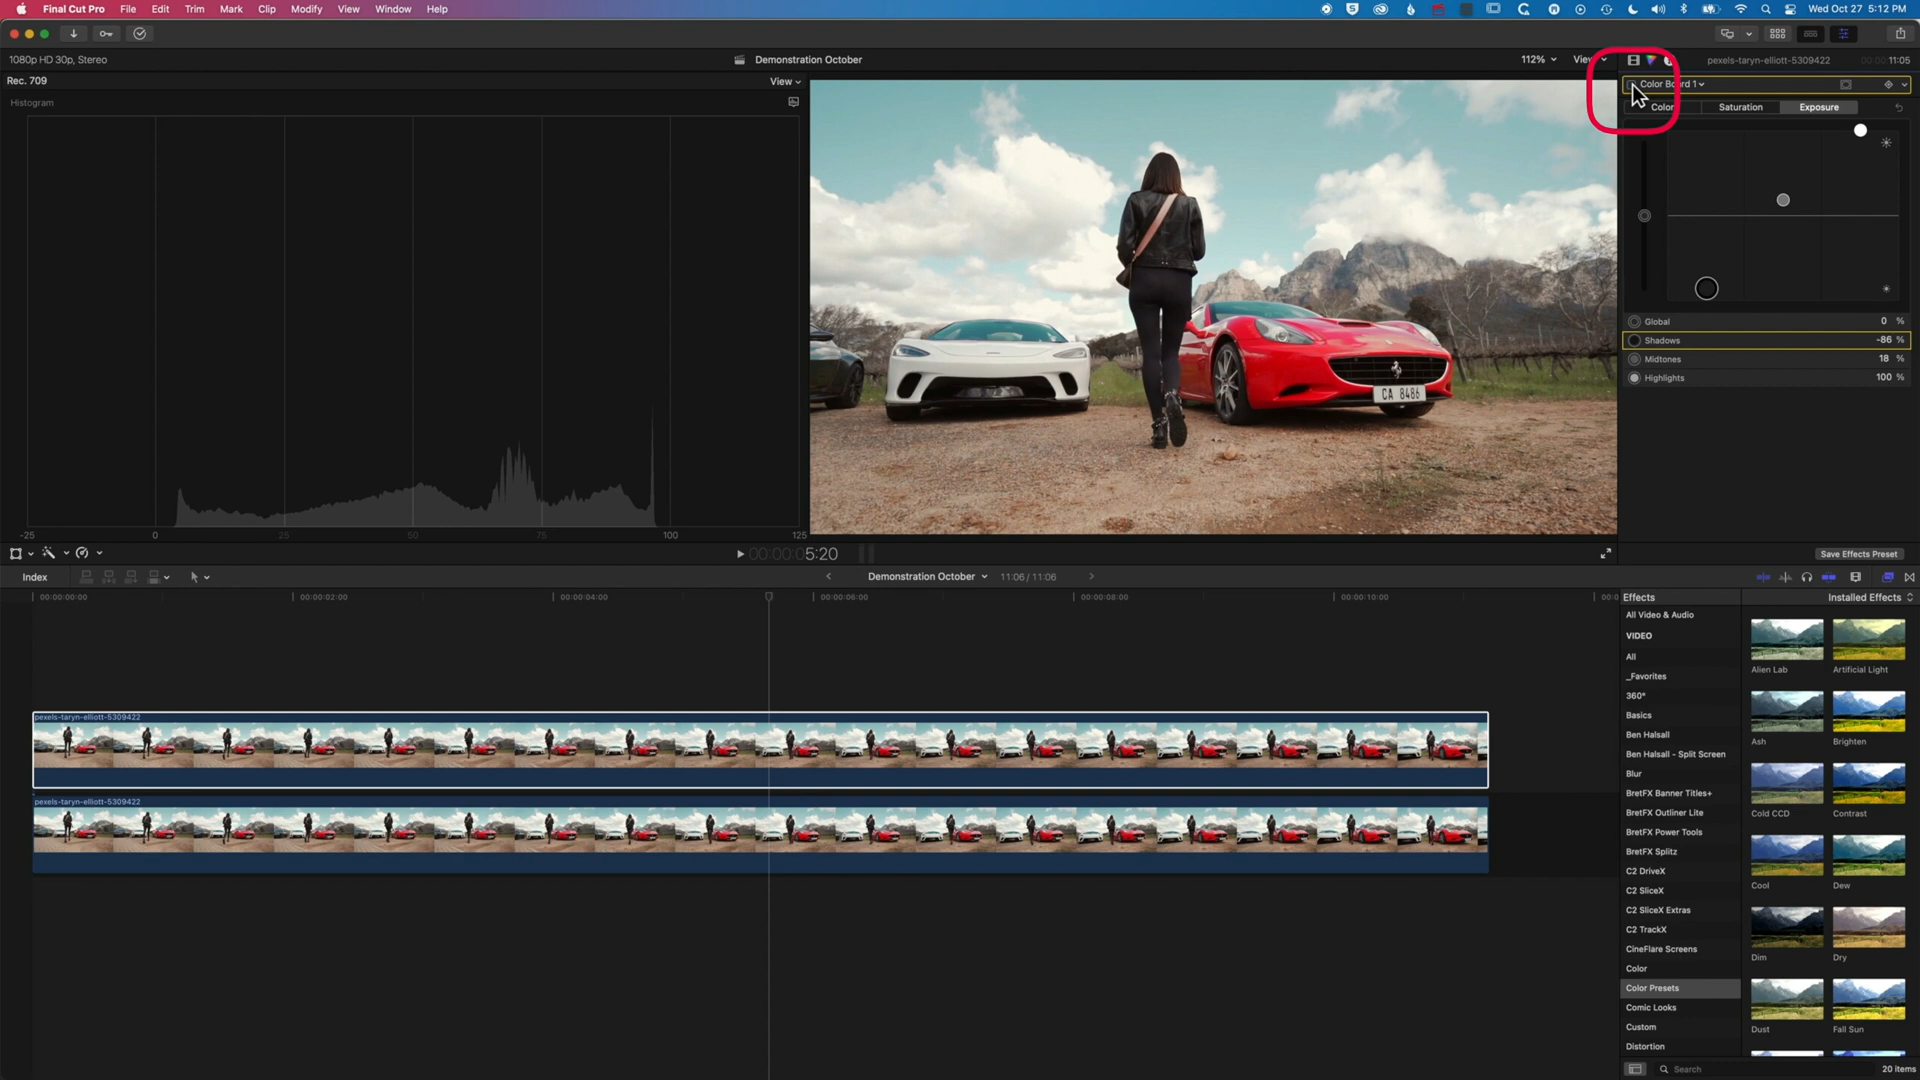 Final Cut Pro File Edit Trim Mark Clip Modify View Window Help Wed Oct 27 5:12 PM
1080p HD 30p, Stereo Demonstration October 112% View pexels-taryn-elliott-5309422 11:05
Rec. 709 View Color Board 1
Histogram Color Saturation Exposure
Global 0 %
Shadows -86 %
Midtones 18 %
Highlights 100 %
CA 8486
-25 0 25 50 75 100 125
00:00:00:05:20 Save Effects Preset
Index Demonstration October 11:06 / 11:06
00:00:00:00 00:00:02:00 00:00:04:00 00:00:06:00 00:00:08:00 00:00:10:00
pexels-taryn-elliott-5309422
pexels-taryn-elliott-5309422
Effects Installed Effects
All Video & Audio
VIDEO
All
_Favorites
360°
Basics
Ben Halsall
Ben Halsall - Split Screen
Blur
BretFX Banner Titles+
BretFX Outliner Lite
BretFX Power Tools
BretFX Splitz
C2 DriveX
C2 SliceX
C2 SliceX Extras
C2 TrackX
CineFlare Screens
Color
Color Presets
Comic Looks
Custom
Distortion
Alien Lab Artificial Light
Ash Brighten
Cold CCD Contrast
Cool Dew
Dim Dry
Dust Fall Sun
Search 20 items